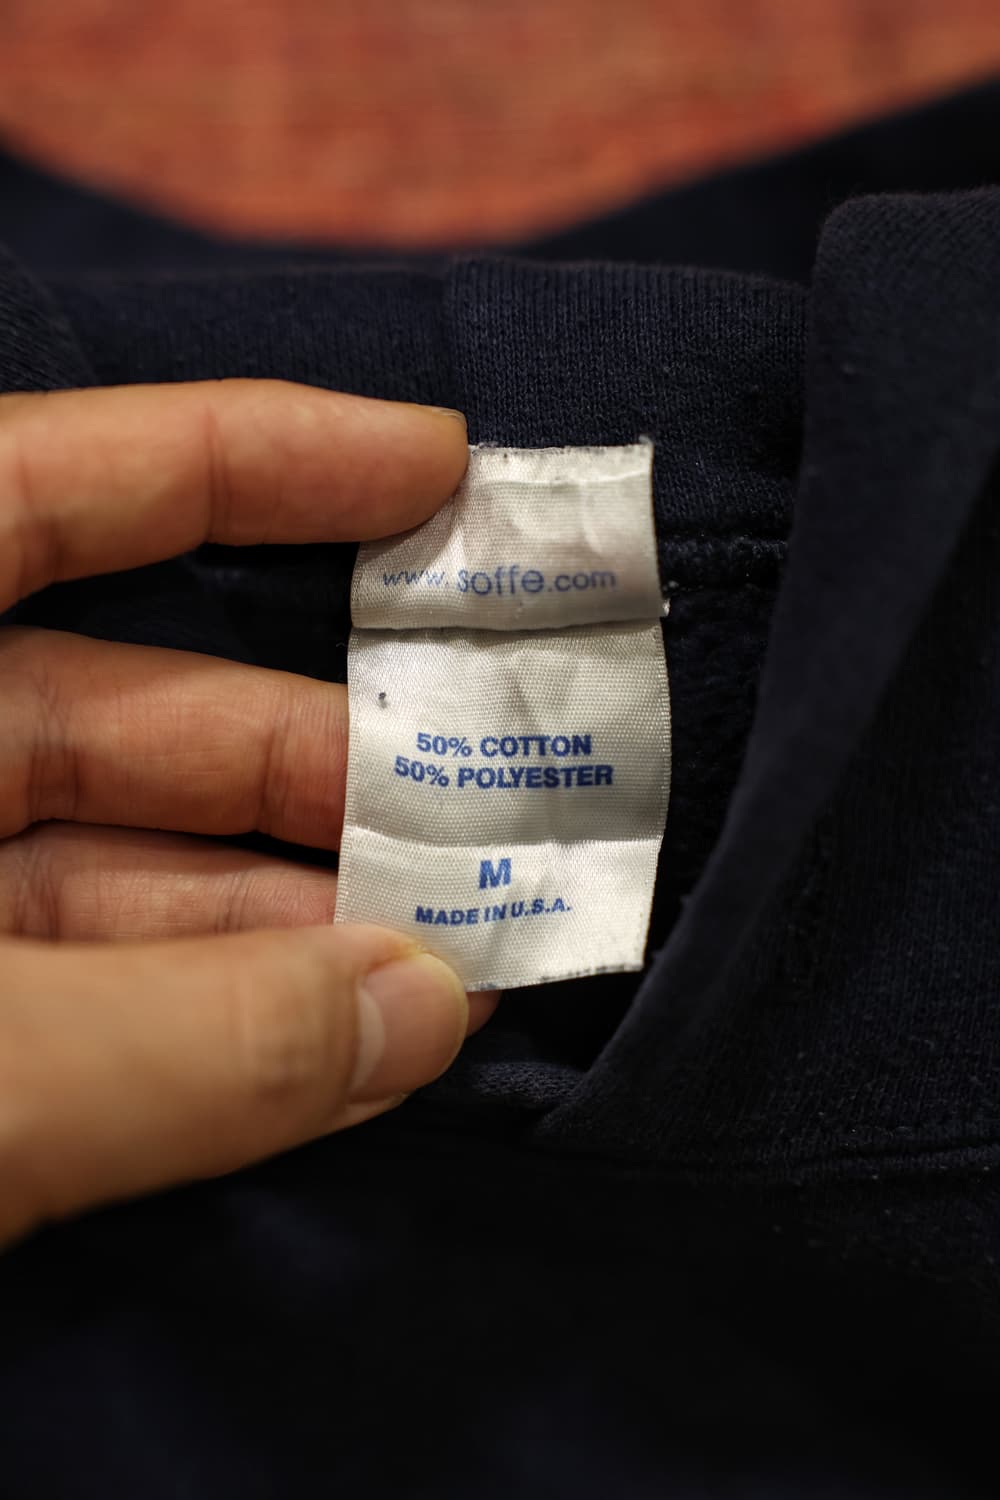 www.soffe.com
50% COTTON
50% POLYESTER
M
MADE IN U.S.A.